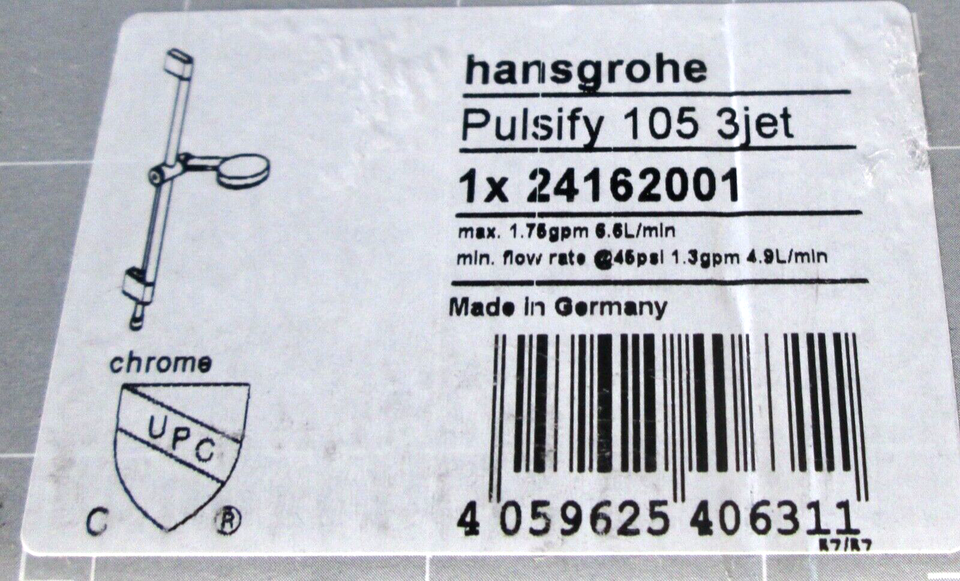 hansgrohe
Pulsify 105 3jet
1x 24162001
max. 1.75gpm 6.6L/min
min. flow rate @45psi 1.3gpm 4.9L/min
Made in Germany
chrome
UPC
C ®
4 059625 406311